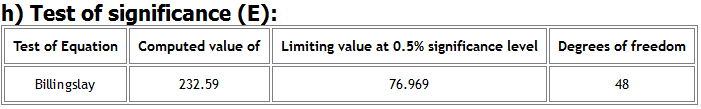 h) Test of significance (E):
Test of Equation Computed value of Limiting value at 0.5% significance level Degrees of freedom
Billingslay 232.59 76.969 48